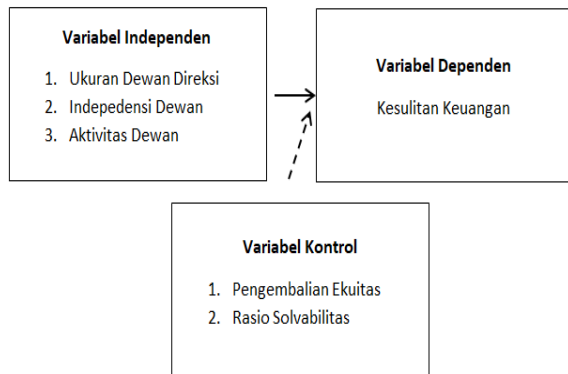 Variabel Independen
1. Ukuran Dewan Direksi
2. Indepedensi Dewan
3. Aktivitas Dewan
Variabel Dependen
Kesulitan Keuangan
Variabel Kontrol
1. Pengembalian Ekuitas
2. Rasio Solvabilitas